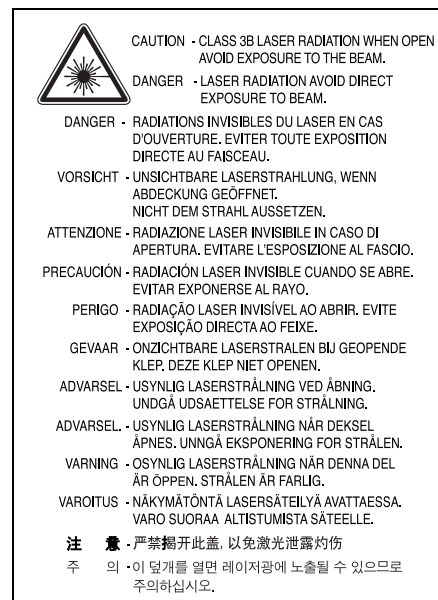 CAUTION - CLASS 3B LASER RADIATION WHEN OPEN
AVOID EXPOSURE TO THE BEAM.
DANGER - LASER RADIATION AVOID DIRECT
EXPOSURE TO BEAM.
DANGER - RADIATIONS INVISIBLES DU LASER EN CAS
D'OUVERTURE. EVITER TOUTE EXPOSITION
DIRECTE AU FAISCEAU.
VORSICHT - UNSICHTBARE LASERSTRAHLUNG, WENN
ABDECKUNG GEÖFFNET.
NICHT DEM STRAHL AUSSETZEN.
ATTENZIONE - RADIAZIONE LASER INVISIBILE IN CASO DI
APERTURA. EVITARE L'ESPOSIZIONE AL FASCIO.
PRECAUCIÓN - RADIACIÓN LASER INVISIBLE CUANDO SE ABRE.
EVITAR EXPONERSE AL RAYO.
PERIGO - RADIAÇÃO LASER INVISÍVEL AO ABRIR. EVITE
EXPOSIÇÃO DIRECTA AO FEIXE.
GEVAAR - ONZICHTBARE LASERSTRALEN BIJ GEOPENDE
KLEP. DEZE KLEP NIET OPENEN.
ADVARSEL - USYNLIG LASERSTRÅLNING VED ÅBNING.
UNDGÅ UDSAETTELSE FOR STRÅLNING.
ADVARSEL. - USYNLIG LASERSTRÅLNING NÅR DEKSEL
ÅPNES. UNNGÅ EKSPONERING FOR STRÅLEN.
VARNING - OSYNLIG LASERSTRÅLNING NÄR DENNA DEL
ÄR ÖPPEN. STRÅLEN ÄR FARLIG.
VAROITUS - NÄKYMÄTÖNTÄ LASERSÄTEILYÄ AVATTAESSA.
VARO SUORAA ALTISTUMISTA SÄTEELLE.
注 意 - 严禁揭开此盖, 以免激光泄露灼伤
주 의 - 이 덮개를 열면 레이저광에 노출될 수 있으므로
주의하십시오.